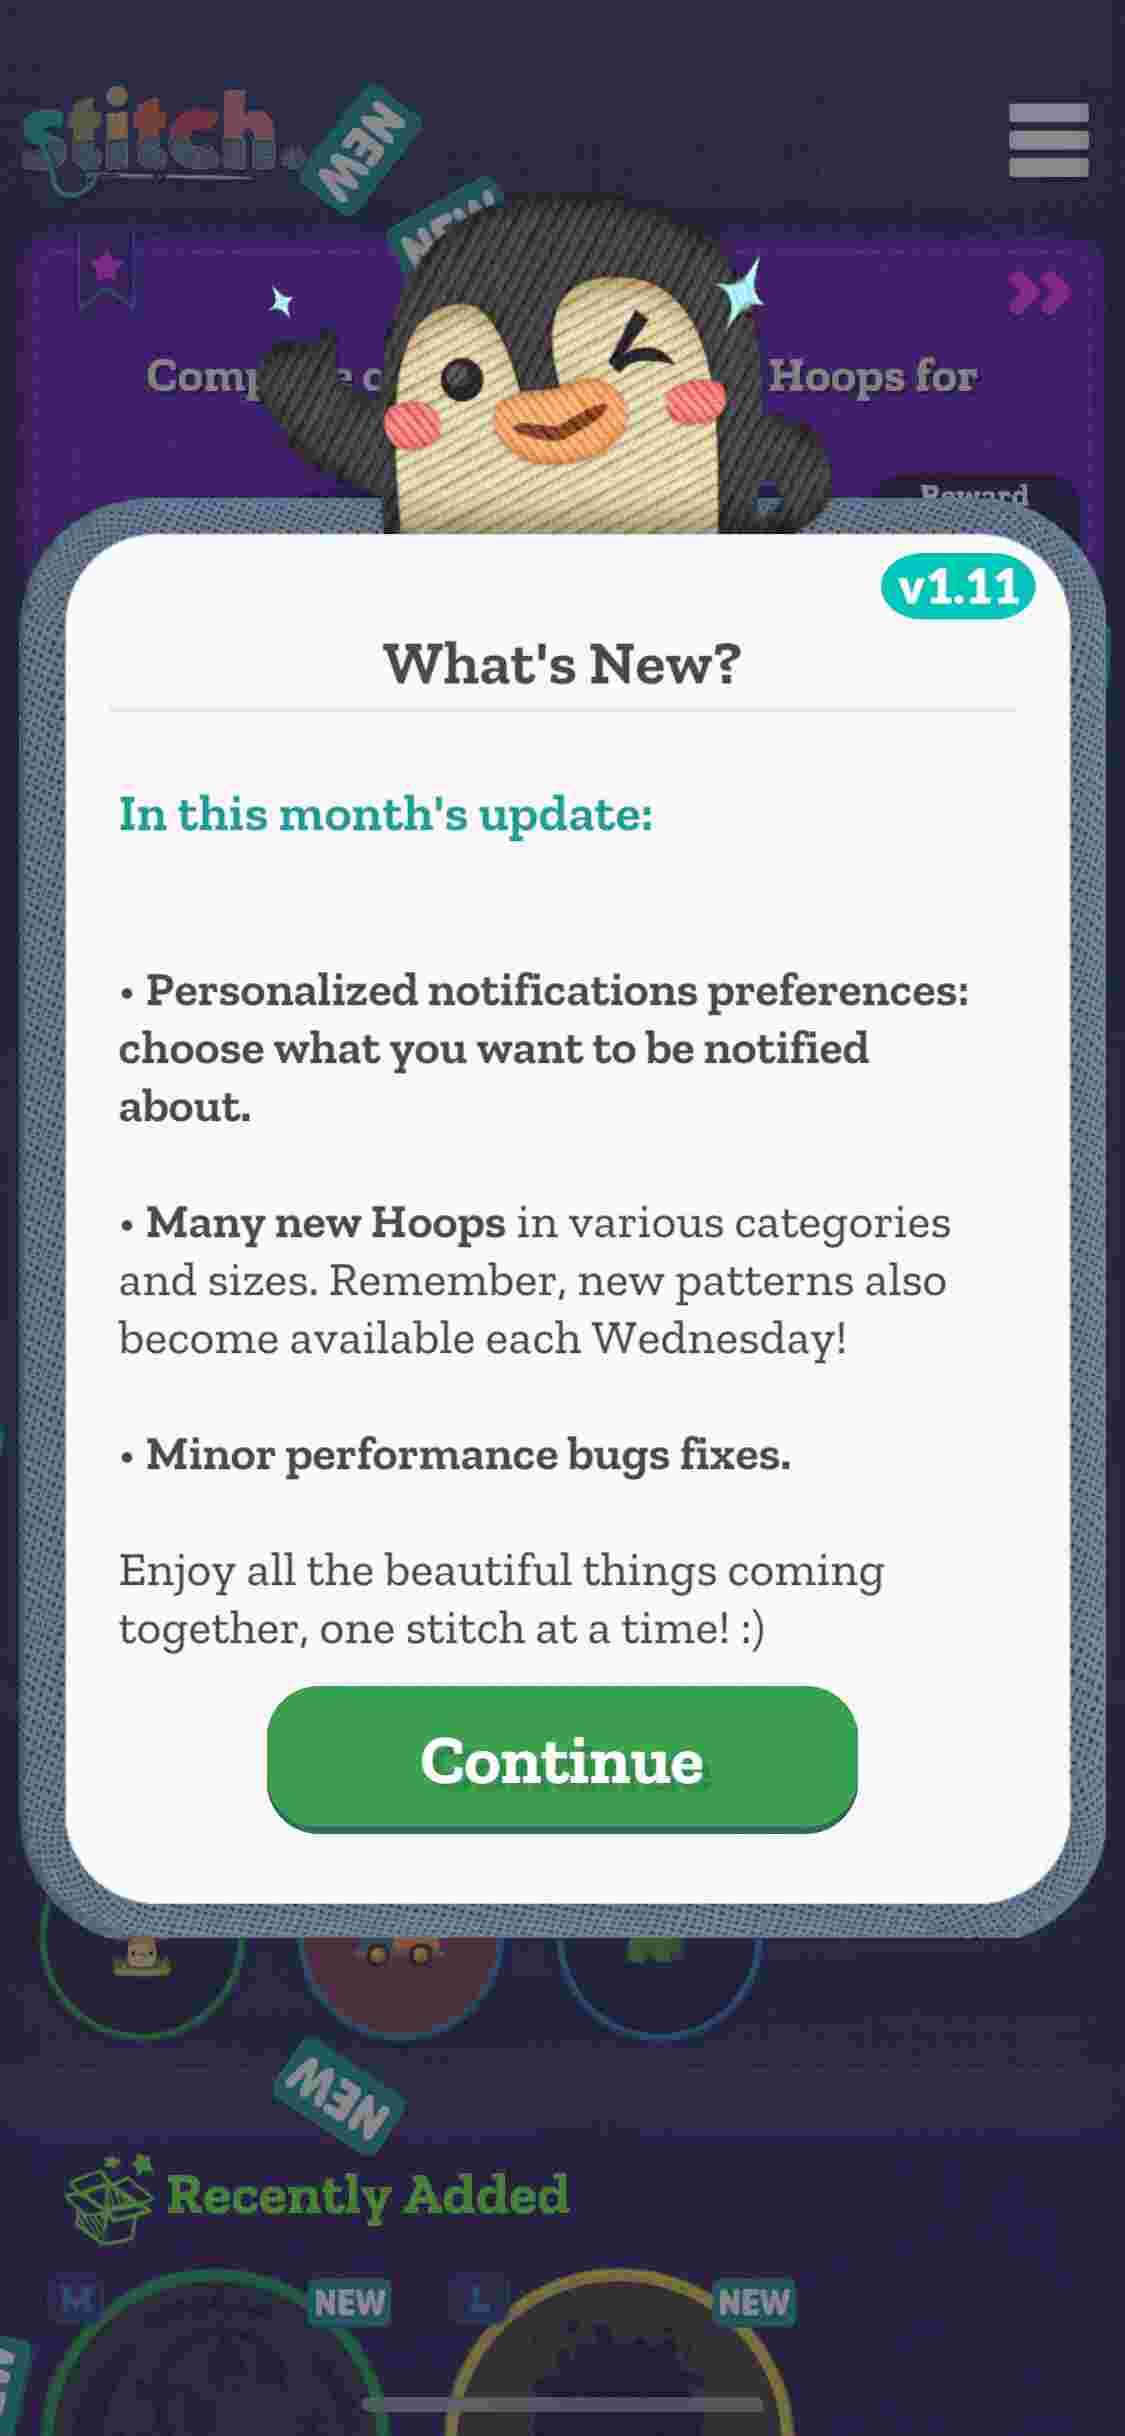 stitch.
NEW
NEW
Hoops for
Reward
v1.11
What's New?
In this month's update:
• Personalized notifications preferences:
choose what you want to be notified
about.
• Many new Hoops in various categories
and sizes. Remember, new patterns also
become available each Wednesday!
• Minor performance bugs fixes.
Enjoy all the beautiful things coming
together, one stitch at a time! :)
Continue
NEW
Recently Added
M
NEW
L
NEW